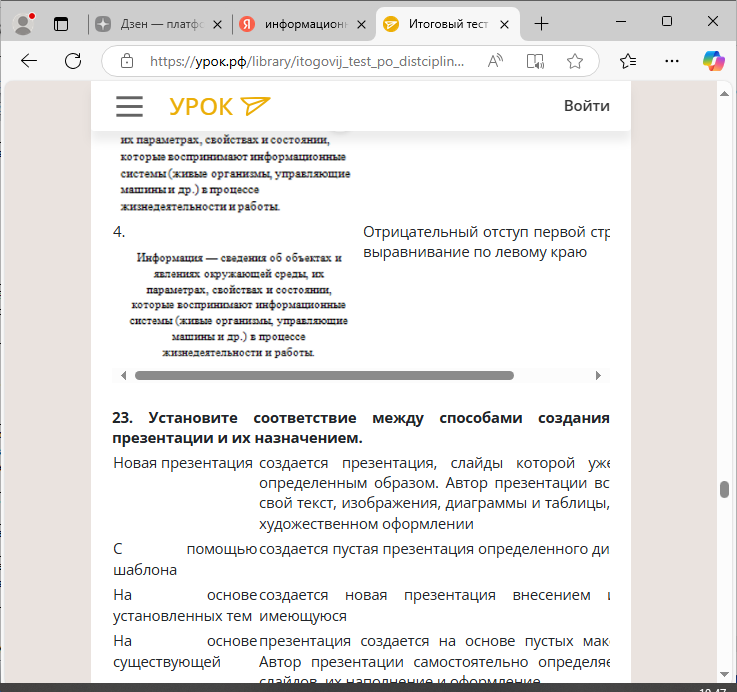 Дзен — платфо
информацион
Итоговый тест
https://урок.рф/library/itogovij_test_po_distciplin...
УРОК
Войти
их параметрах, свойствах и состоянии,
которые воспринимают информационные
системы (живые организмы, управляющие
машины и др.) в процессе
жизнедеятельности и работы.
4.
Отрицательный отступ первой стр
выравнивание по левому краю
Информация — сведения об объектах и
явлениях окружающей среды, их
параметрах, свойствах и состоянии,
которые воспринимают информационные
системы (живые организмы, управляющие
машины и др.) в процессе
жизнедеятельности и работы.
23. Установите соответствие между способами создания
презентации и их назначением.
Новая презентация создается презентация, слайды которой уже
определенным образом. Автор презентации вс
свой текст, изображения, диаграммы и таблицы,
художественном оформлении
С помощью создается пустая презентация определенного ди
шаблона
На основе создается новая презентация внесением
установленных тем имеющуюся
На основе презентация создается на основе пустых мак
существующей Автор презентации самостоятельно определяе
слайдов, их наполнение и оформление